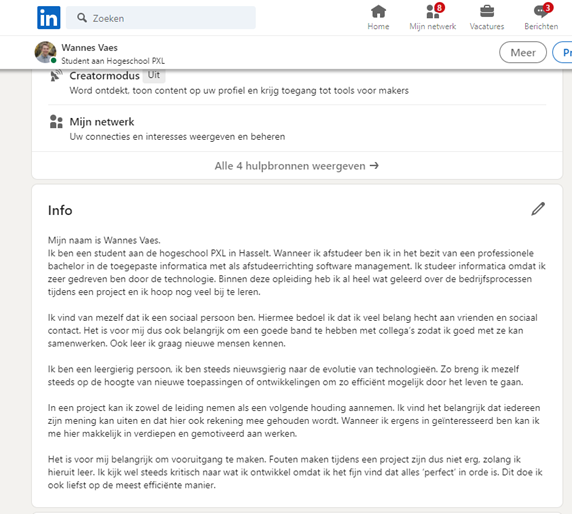 in
Zoeken
8
3
Home
Mijn netwerk
Vacatures
Berichten
Wannes Vaes
Student aan Hogeschool PXL
Meer
Pr
Creatormodus Uit
Word ontdekt, toon content op uw profiel en krijg toegang tot tools voor makers
Mijn netwerk
Uw connecties en interesses weergeven en beheren
Alle 4 hulpbronnen weergeven →
Info
Mijn naam is Wannes Vaes.
Ik ben een student aan de hogeschool PXL in Hasselt. Wanneer ik afstudeer ben ik in het bezit van een professionele
bachelor in de toegepaste informatica met als afstudeerrichting software management. Ik studeer informatica omdat ik
zeer gedreven ben door de technologie. Binnen deze opleiding heb ik al heel wat geleerd over de bedrijfsprocessen
tijdens een project en ik hoop nog veel bij te leren.
Ik vind van mezelf dat ik een sociaal persoon ben. Hiermee bedoel ik dat ik veel belang hecht aan vrienden en sociaal
contact. Het is voor mij dus ook belangrijk om een goede band te hebben met collega's zodat ik goed met ze kan
samenwerken. Ook leer ik graag nieuwe mensen kennen.
Ik ben een leergierig persoon, ik ben steeds nieuwsgierig naar de evolutie van technologieën. Zo breng ik mezelf
steeds op de hoogte van nieuwe toepassingen of ontwikkelingen om zo efficiënt mogelijk door het leven te gaan.
In een project kan ik zowel de leiding nemen als een volgende houding aannemen. Ik vind het belangrijk dat iedereen
zijn mening kan uiten en dat hier ook rekening mee gehouden wordt. Wanneer ik ergens in geïnteresseerd ben kan ik
me hier makkelijk in verdiepen en gemotiveerd aan werken.
Het is voor mij belangrijk om vooruitgang te maken. Fouten maken tijdens een project zijn dus niet erg, zolang ik
hieruit leer. Ik kijk wel steeds kritisch naar wat ik ontwikkel omdat ik het fijn vind dat alles 'perfect' in orde is. Dit doe ik
ook liefst op de meest efficiënte manier.